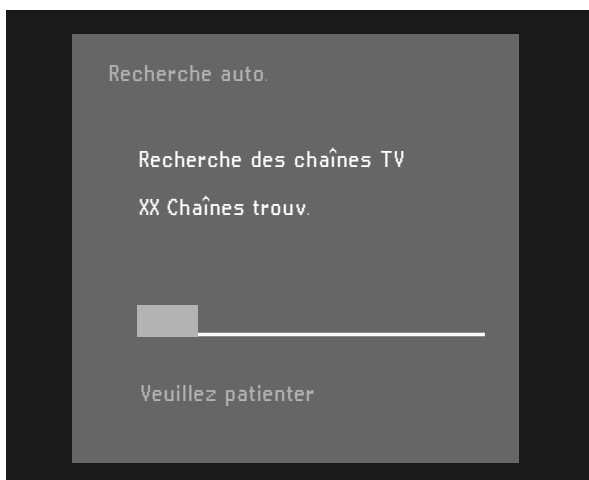 Recherche auto.
Recherche des chaînes TV
XX Chaînes trouv.
Veuillez patienter